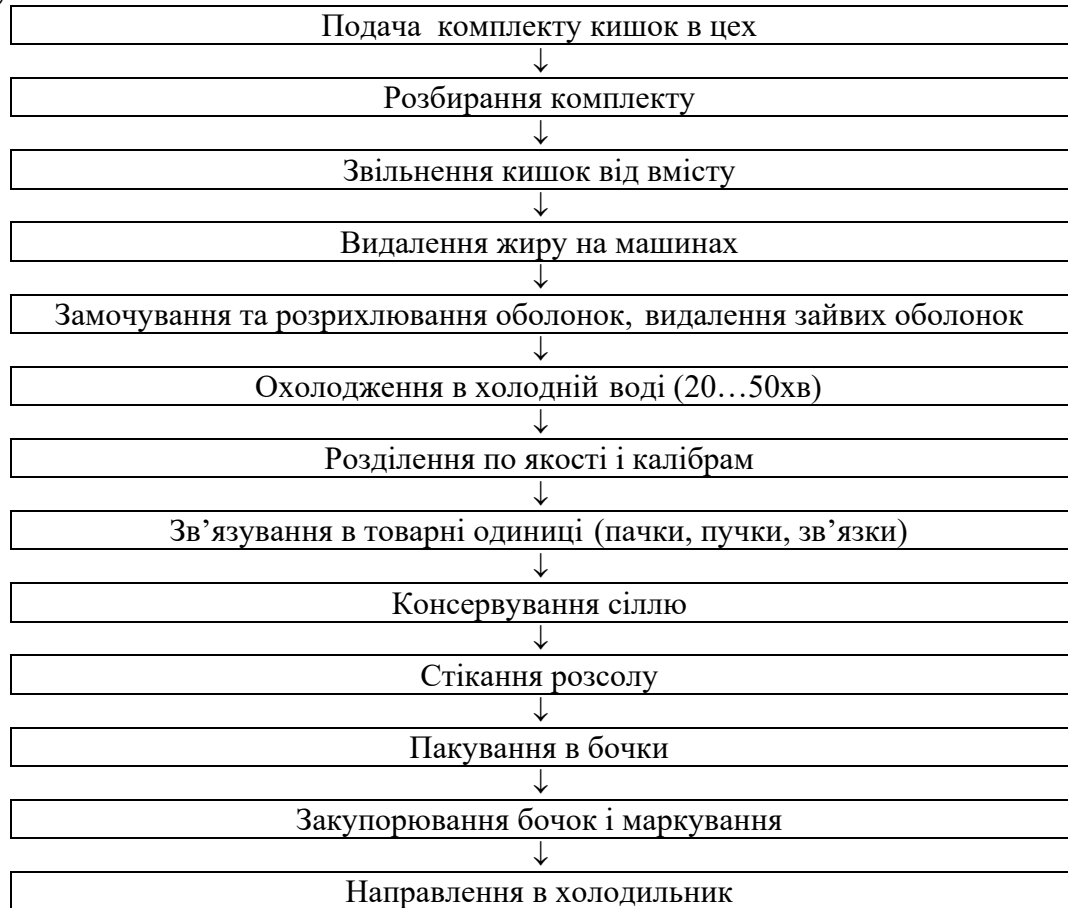 Подача комплекту кишок в цех
↓
Розбирання комплекту
↓
Звільнення кишок від вмісту
↓
Видалення жиру на машинах
↓
Замочування та розрихлювання оболонок, видалення зайвих оболонок
↓
Охолодження в холодній воді (20…50хв)
↓
Розділення по якості і калібрам
↓
Зв’язування в товарні одиниці (пачки, пучки, зв’язки)
↓
Консервування сіллю
↓
Стікання розсолу
↓
Пакування в бочки
↓
Закупорювання бочок і маркування
↓
Направлення в холодильник